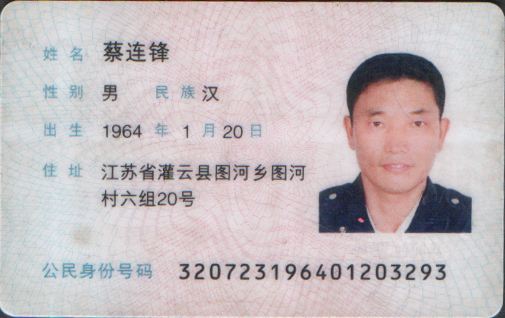 姓名 蔡连锋
性别 男 民族 汉
出生 1964 年 1 月 20 日
住址 江苏省灌云县图河乡图河
村六组20号
公民身份号码 320723196401203293